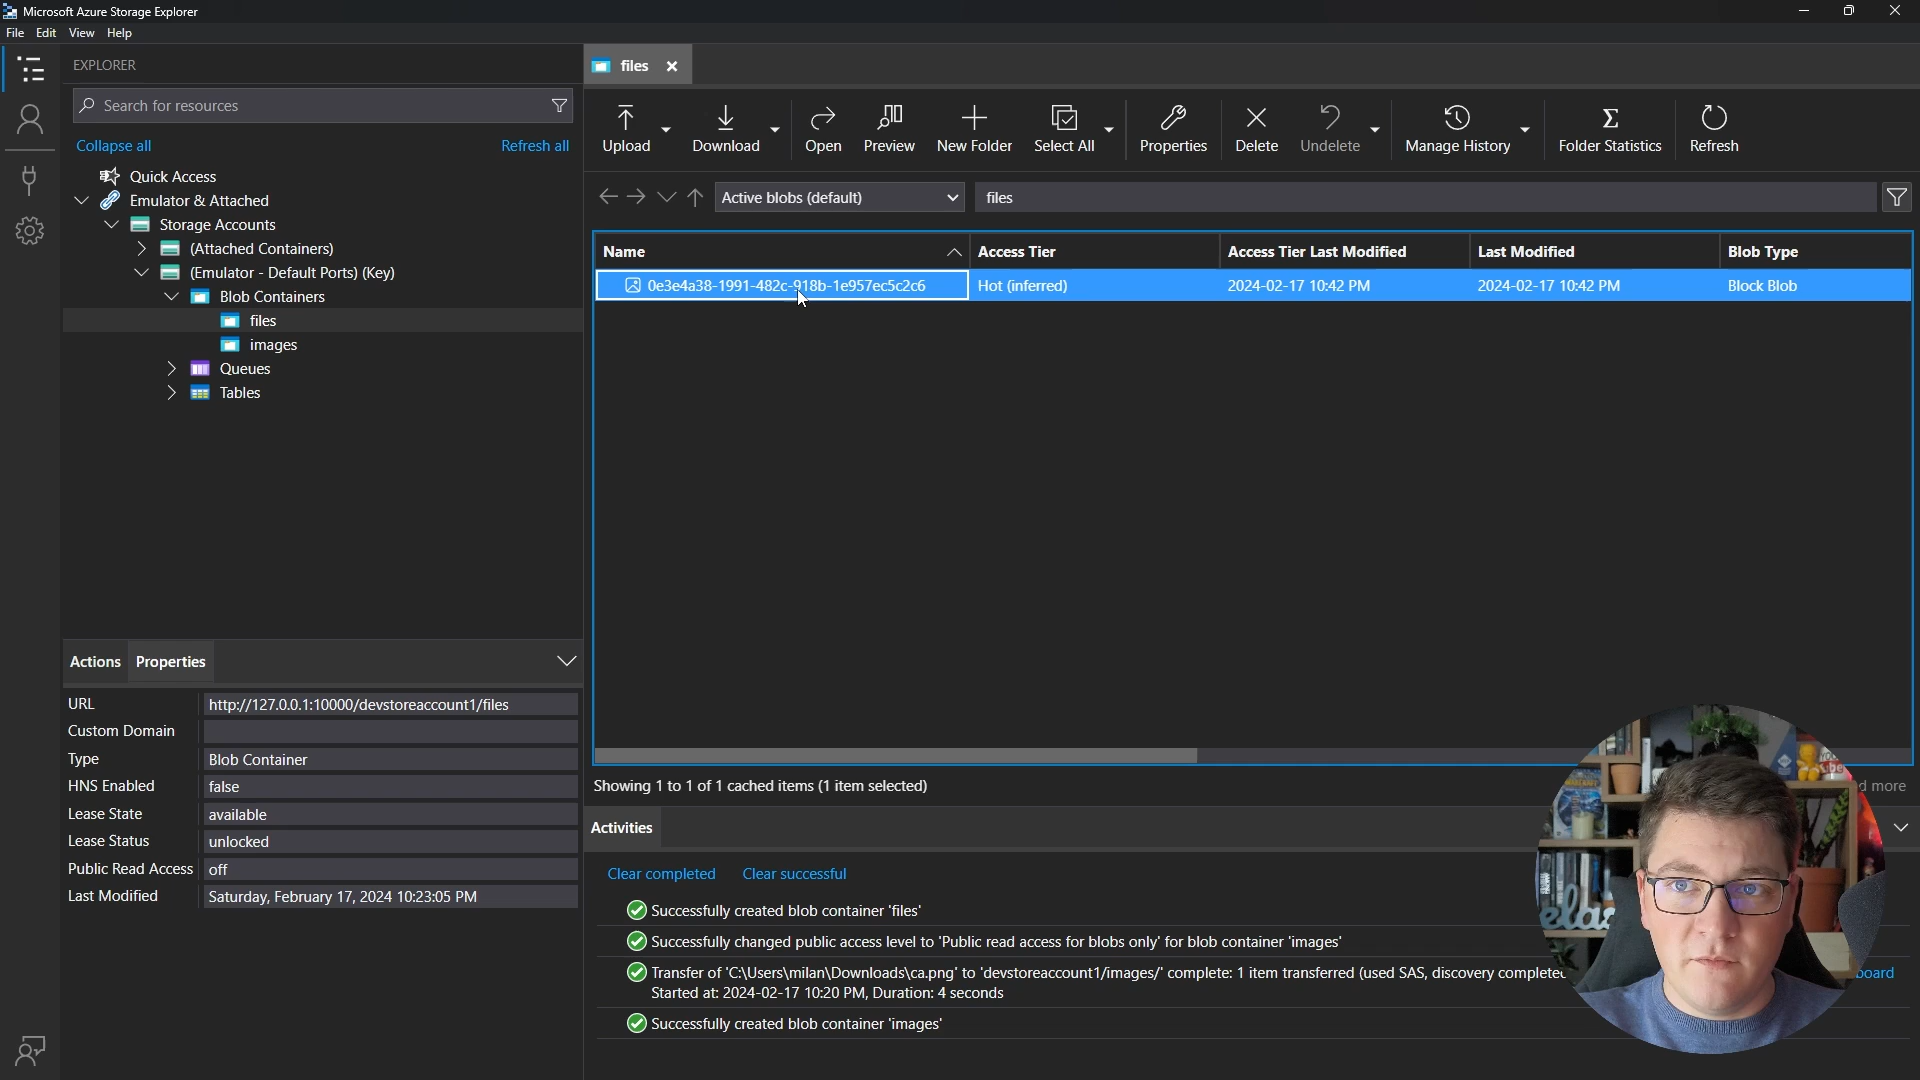 Microsoft Azure Storage Explorer
File Edit View Help
EXPLORER
Search for resources
Collapse all
Refresh all
Quick Access
Emulator & Attached
Storage Accounts
(Attached Containers)
(Emulator - Default Ports) (Key)
Blob Containers
files
images
Queues
Tables
Actions Properties
URL http://127.0.0.1:10000/devstoreaccount1/files
Custom Domain
Type Blob Container
HNS Enabled false
Lease State available
Lease Status unlocked
Public Read Access off
Last Modified Saturday, February 17, 2024 10:23:05 PM
files
Upload Download Open Preview New Folder Select All Properties Delete Undelete Manage History Folder Statistics Refresh
Active blobs (default) files
Name Access Tier Access Tier Last Modified Last Modified Blob Type
0e3e4a38-1991-482c-918b-1e957ec5c2c6 Hot (inferred) 2024-02-17 10:42 PM 2024-02-17 10:42 PM Block Blob
Showing 1 to 1 of 1 cached items (1 item selected)
more
Activities
Clear completed Clear successful
Successfully created blob container 'files'
Successfully changed public access level to 'Public read access for blobs only' for blob container 'images'
Transfer of 'C:\Users\milan\Downloads\ca.png' to 'devstoreaccount1/images/' complete: 1 item transferred (used SAS, discovery completed
Started at: 2024-02-17 10:20 PM, Duration: 4 seconds
Successfully created blob container 'images'